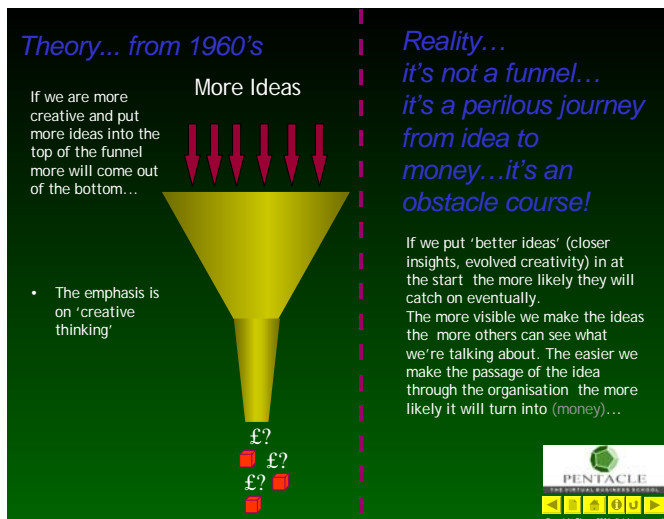 Theory... from 1960's
If we are more
creative and put
more ideas into the
top of the funnel
more will come out
of the bottom…
More Ideas
• The emphasis is
on 'creative
thinking'
£?
£?
£?
Reality…
it's not a funnel…
it's a perilous journey
from idea to
money…it's an
obstacle course!
If we put 'better ideas' (closer
insights, evolved creativity) in at
the start the more likely they will
catch on eventually.
The more visible we make the ideas
the more others can see what
we're talking about. The easier we
make the passage of the idea
through the organisation the more
likely it will turn into (money)…
PENTACLE
THE VIRTUAL BUSINESS SCHOOL